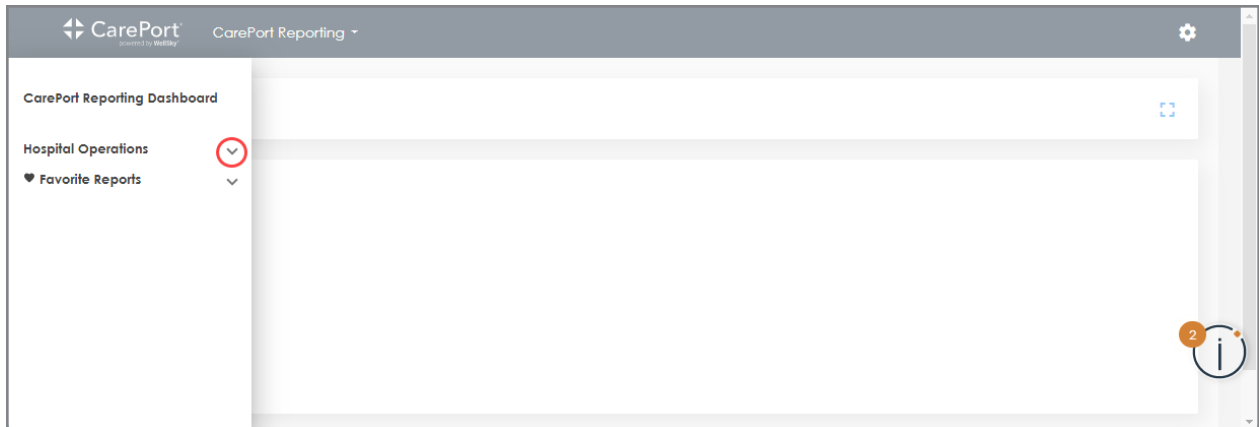 CarePort
powered by WellSky
CarePort Reporting
CarePort Reporting Dashboard
Hospital Operations
Favorite Reports
2
i